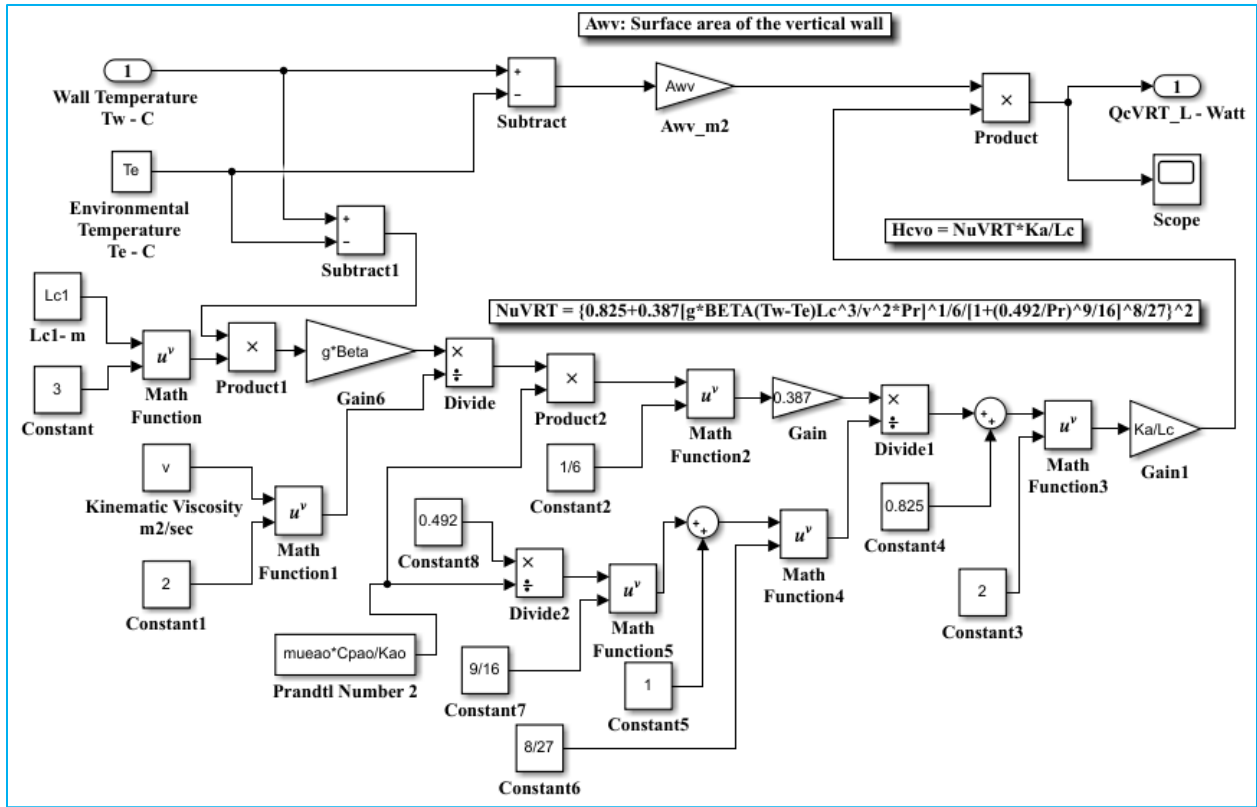 Awv: Surface area of the vertical wall
1
Wall Temperature
Tw - C
+
−
Subtract
Awv
Awv_m2
×
Product
1
QcVRT_L - Watt
Scope
Te
Environmental
Temperature
Te - C
+
−
Subtract1
Hcvo = NuVRT*Ka/Lc
NuVRT = {0.825+0.387[g*BETA(Tw-Te)Lc^3/v^2*Pr]^1/6/[1+(0.492/Pr)^9/16]^8/27}^2
Lc1
Lc1- m
3
Constant
u^v
Math
Function
×
Product1
g*Beta
Gain6
×
÷
Divide
×
Product2
1/6
Constant2
u^v
Math
Function2
0.387
Gain
×
÷
Divide1
+
+
0.825
Constant4
u^v
Math
Function3
2
Constant3
Ka/Lc
Gain1
v
Kinematic Viscosity
m2/sec
2
Constant1
u^v
Math
Function1
0.492
Constant8
×
÷
Divide2
mueao*Cpao/Kao
Prandtl Number 2
u^v
Math
Function5
9/16
Constant7
+
+
1
Constant5
u^v
Math
Function4
8/27
Constant6